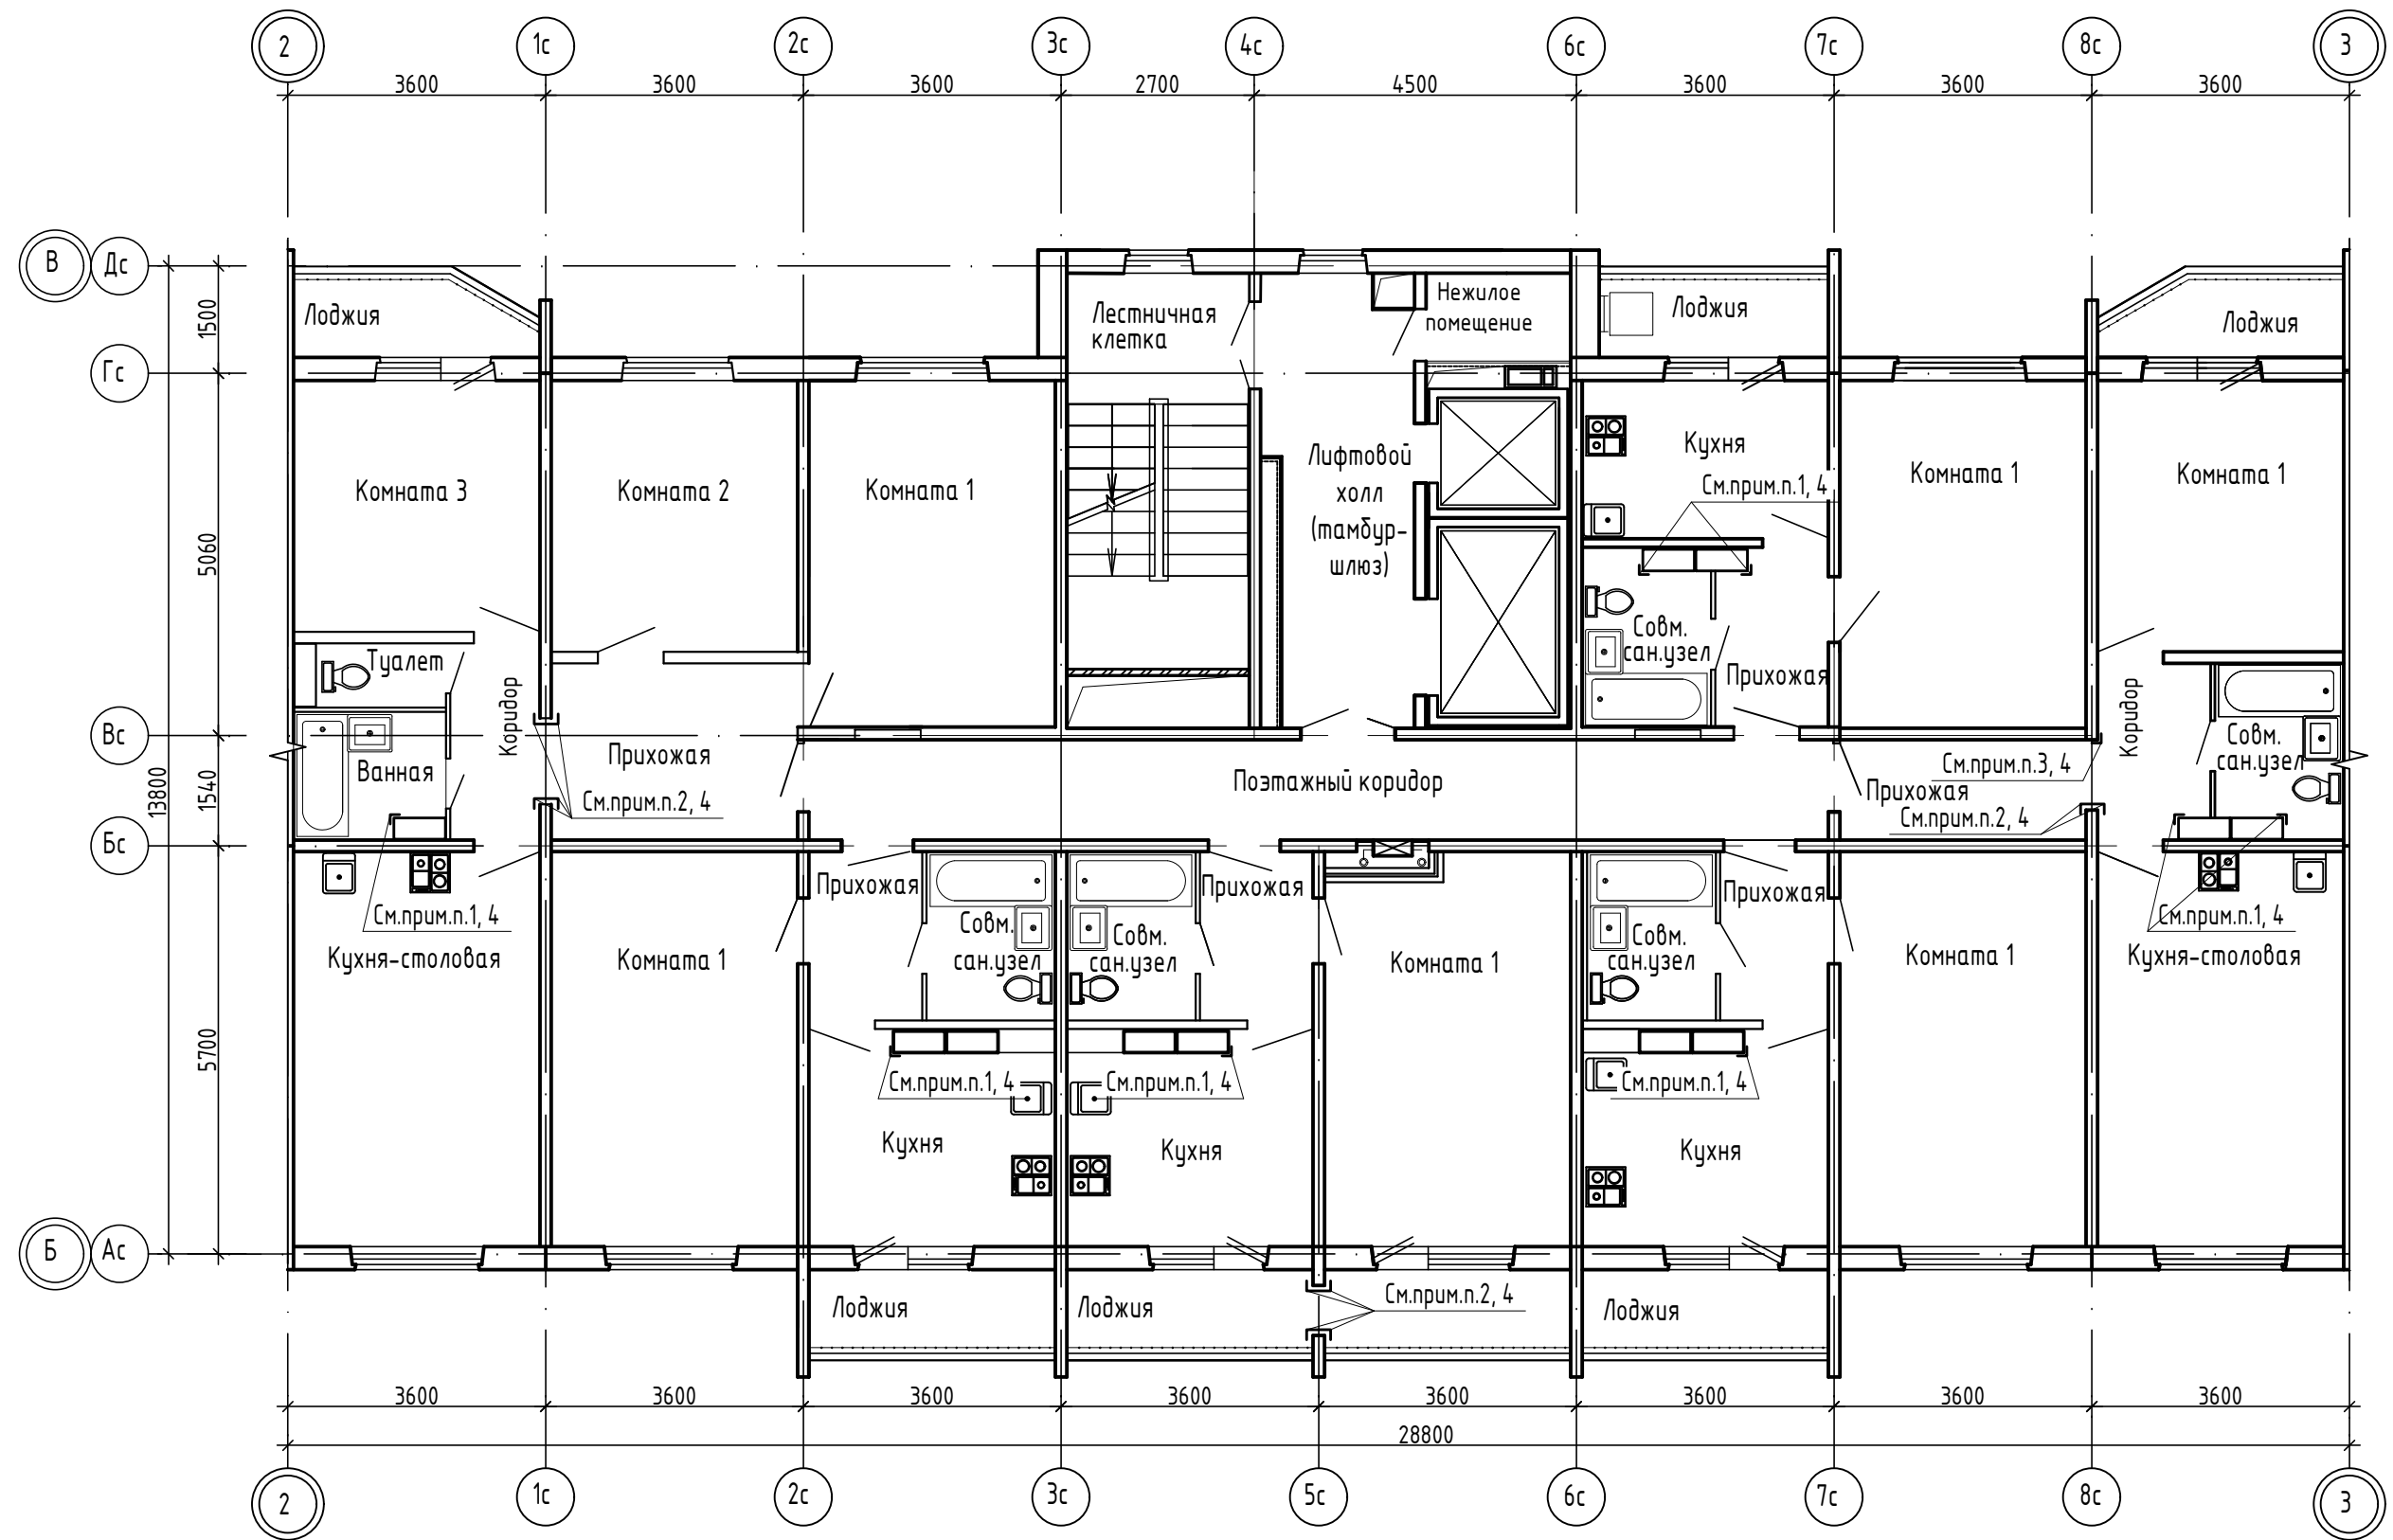 2
1с
2с
3с
4с
6с
7с
8с
3
3600
3600
3600
2700
4500
3600
3600
3600
В
Дс
Гс
Вс
Бс
Б
Ас
1500
5060
1540
5700
13800
Лоджия
Лестничная
клетка
Нежилое
помещение
Лоджия
Лоджия
Комната 3
Комната 2
Комната 1
Лифтовой
холл
(тамбур-
шлюз)
Кухня
См.прим.п.1, 4
Комната 1
Комната 1
Туалет
Коридор
Ванная
Прихожая
См.прим.п.2, 4
Совм.
сан.узел
Прихожая
Поэтажный коридор
См.прим.п.3, 4
Прихожая
См.прим.п.2, 4
Коридор
Совм.
сан.узел
См.прим.п.1, 4
Кухня-столовая
Комната 1
Прихожая
Совм.
сан.узел
Прихожая
Совм.
сан.узел
Комната 1
Прихожая
Совм.
сан.узел
Комната 1
См.прим.п.1, 4
Кухня-столовая
См.прим.п.1, 4
См.прим.п.1, 4
См.прим.п.1, 4
Кухня
Кухня
Кухня
Лоджия
Лоджия
См.прим.п.2, 4
Лоджия
3600
3600
3600
3600
3600
3600
3600
3600
28800
2
1с
2с
3с
5с
6с
7с
8с
3